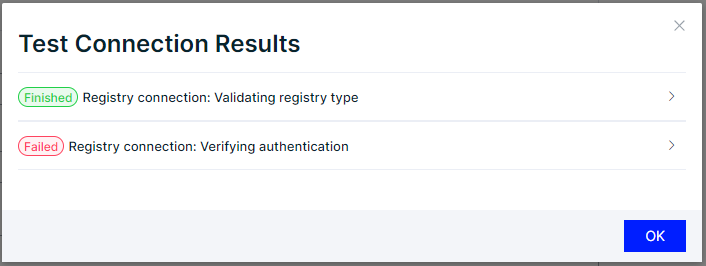 Test Connection Results
Finished Registry connection: Validating registry type
Failed Registry connection: Verifying authentication
OK